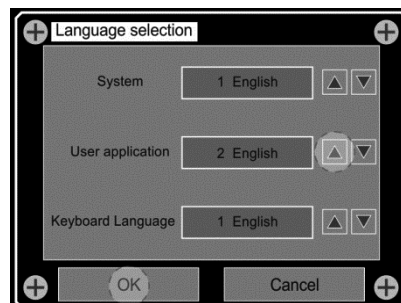 Language selection
System 1 English
User application 2 English
Keyboard Language 1 English
OK Cancel